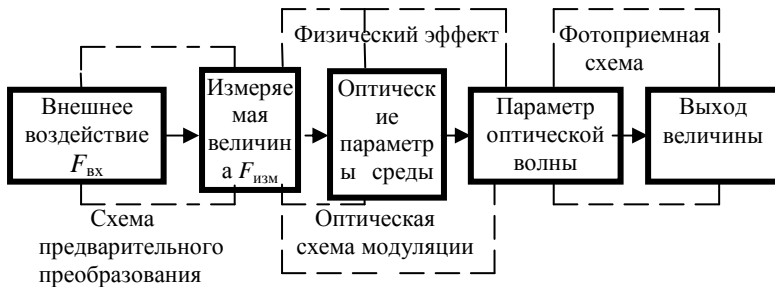 Физический эффект
Фотоприемная
схема
Внешнее
воздействие
Fвх
Измеряе
мая
величин
а Fизм
Оптическ
ие
параметр
ы среды
Параметр
оптической
волны
Выход
величины
Схема
предварительного
преобразования
Оптическая
схема модуляции